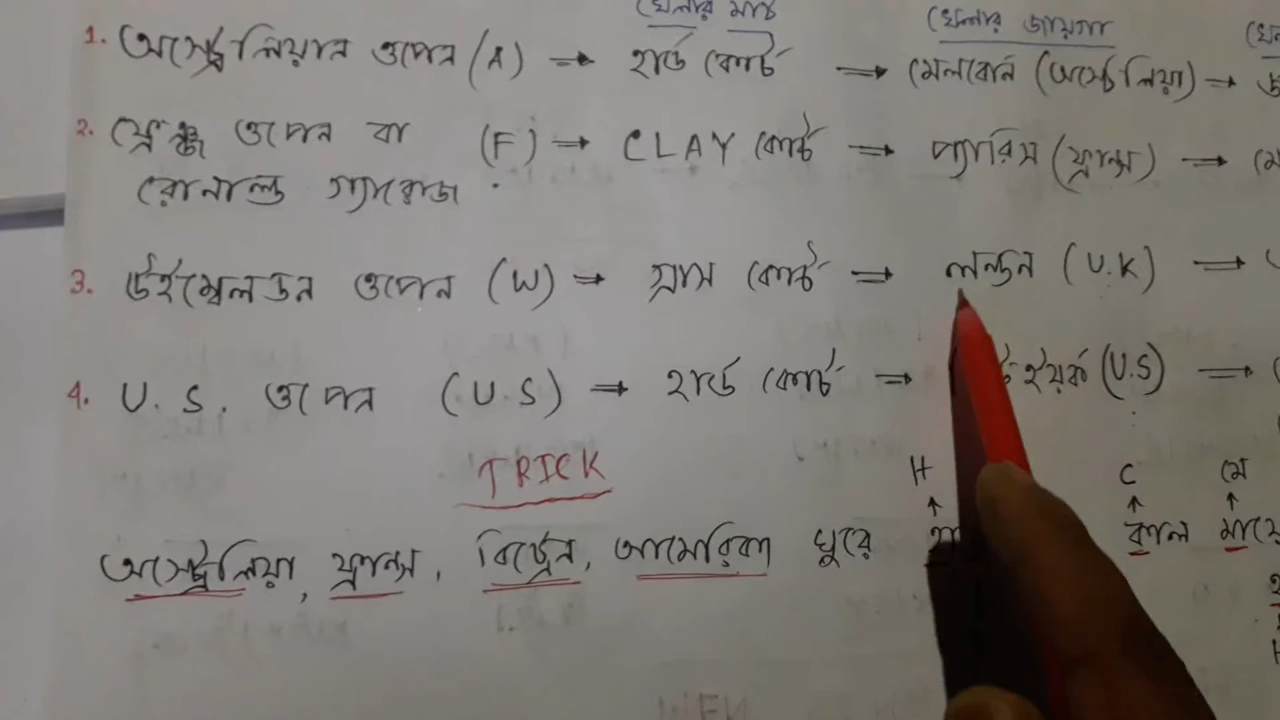 খেলার মাঠ খেলার জায়গা
1. অস্ট্রেলিয়ান ওপেন (A) → হার্ড কোর্ট → মেলবোর্ন (অস্ট্রেলিয়া) →
2. ফ্রেঞ্চ ওপেন বা (F) → CLAY কোর্ট → প্যারিস (ফ্রান্স) →
রোনাল্ড গ্যারোজ
3. উইম্বেলডন ওপেন (W) → গ্রাস কোর্ট → লন্ডন (U.K) →
4. U.S. ওপেন (U.S) → হার্ড কোর্ট → ইয়র্ক (U.S) →
TRICK
H C মে
অস্ট্রেলিয়া, ফ্রান্স, ব্রিটেন, আমেরিকা ঘুরে কাল